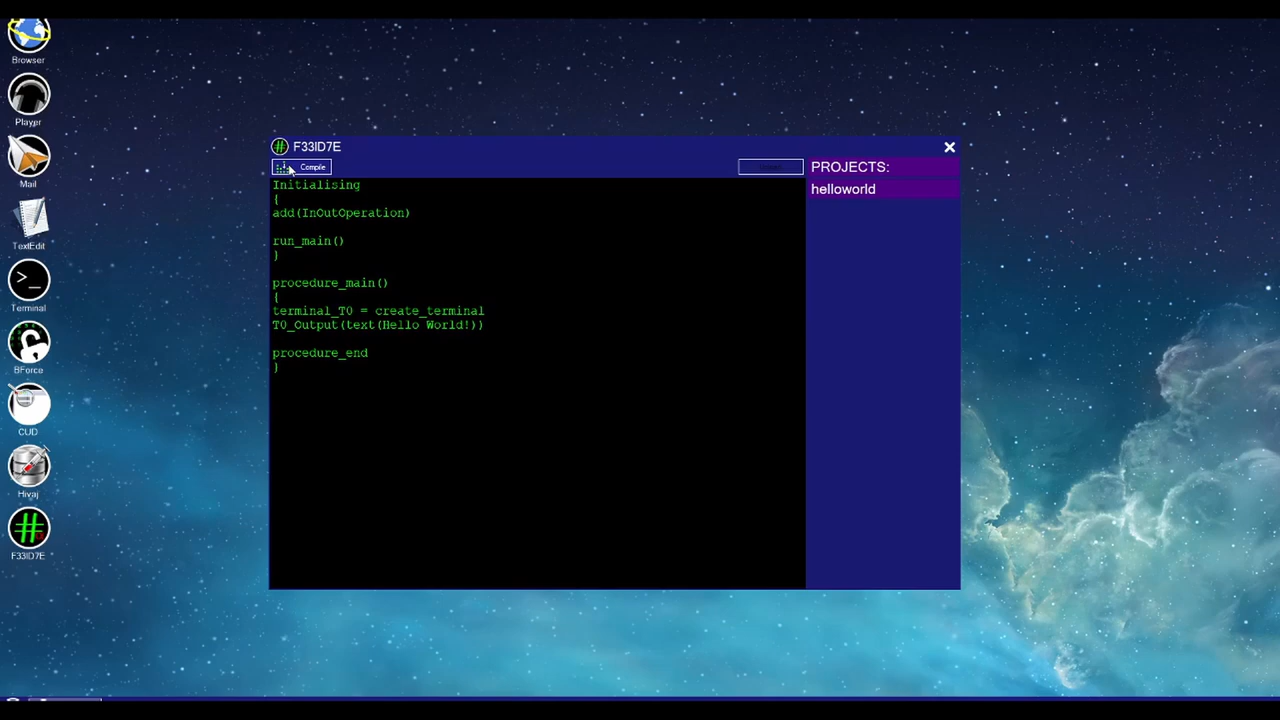 Browser
Player
Mail
TextEdit
Terminal
BForce
CUD
Hivaj
F33ID7E
F33ID7E
Compile
Initialising
{
add(InOutOperation)
run_main()
}
procedure_main()
{
terminal_T0 = create_terminal
T0_Output(text(Hello World!))
procedure_end
}
PROJECTS:
helloworld